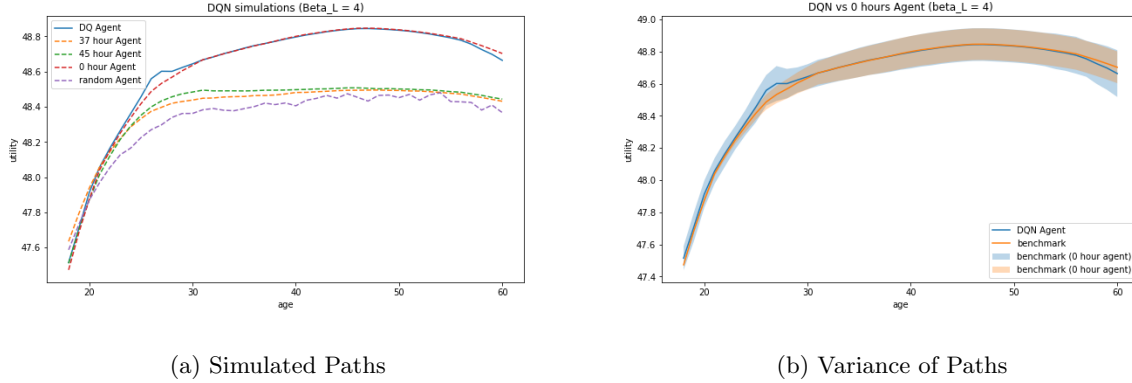 DQN simulations (Beta_L = 4)
DQ Agent
37 hour Agent
45 hour Agent
0 hour Agent
random Agent
48.8
48.6
48.4
48.2
48.0
47.8
47.6
utility
20 30 40 50 60
age
(a) Simulated Paths
DQN vs 0 hours Agent (beta_L = 4)
49.0
48.8
48.6
48.4
48.2
48.0
47.8
47.6
47.4
utility
DQN Agent
benchmark
benchmark (0 hour agent)
benchmark (0 hour agent)
20 30 40 50 60
age
(b) Variance of Paths